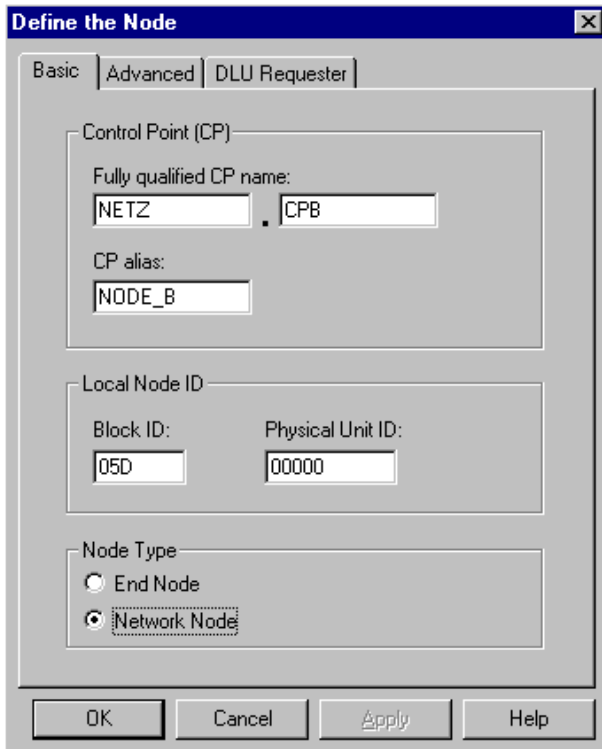 Define the Node
Basic Advanced DLU Requester
Control Point (CP)
Fully qualified CP name:
NETZ . CPB
CP alias:
NODE_B
Local Node ID
Block ID: Physical Unit ID:
05D 00000
Node Type
End Node
Network Node
OK Cancel Apply Help